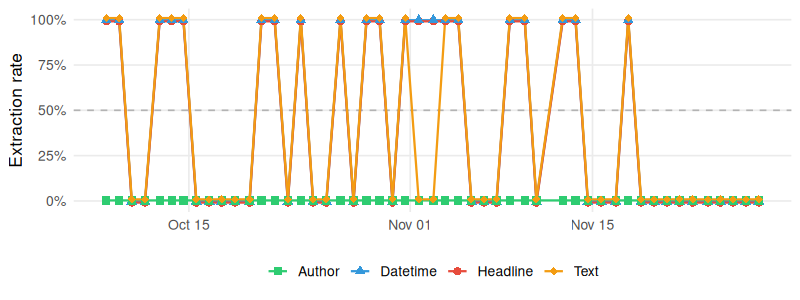 Extraction rate
100%
75%
50%
25%
0%
Oct 15
Nov 01
Nov 15
Author
Datetime
Headline
Text